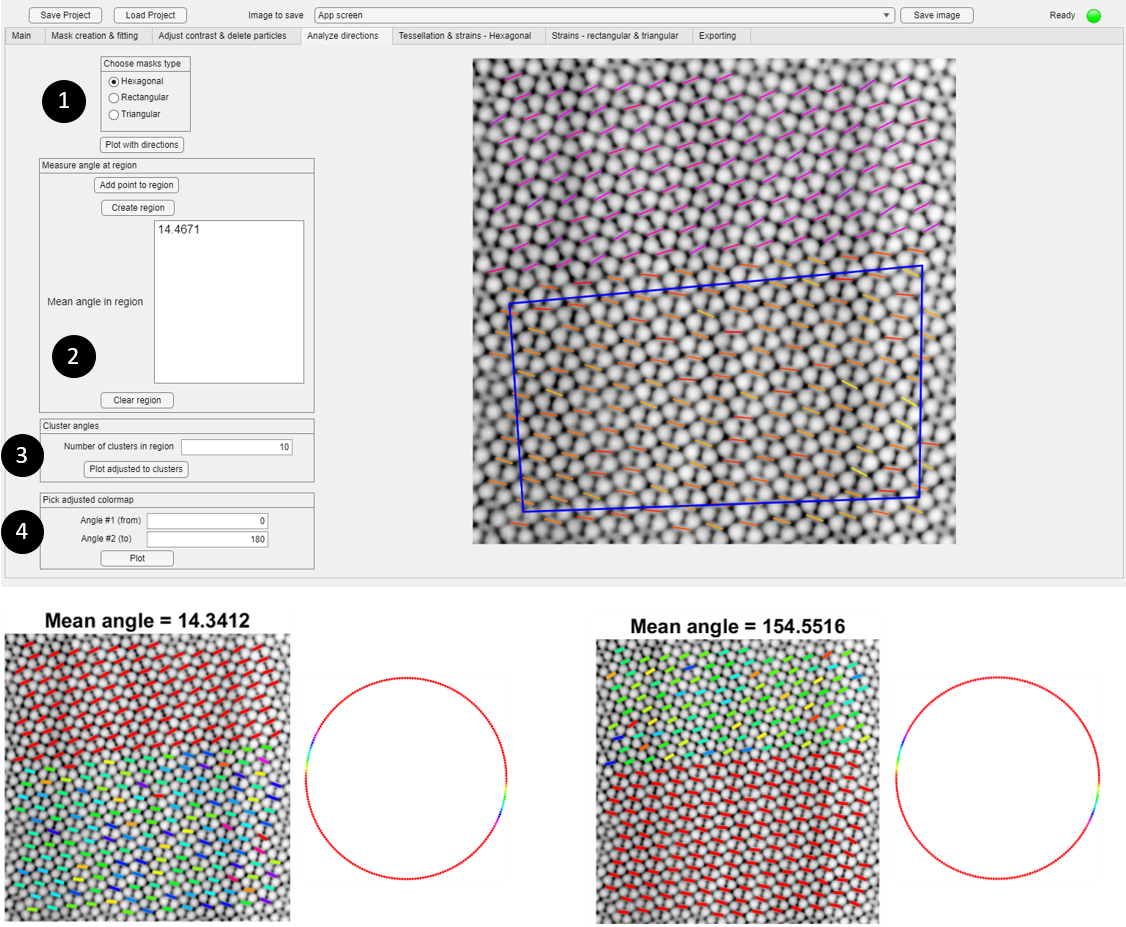 Save Project Load Project Image to save App screen Save image Ready
Main Mask creation & fitting Adjust contrast & delete particles Analyze directions Tessellation & strains - Hexagonal Strains - rectangular & triangular Exporting
1
Choose masks type
Hexagonal
Rectangular
Triangular
Plot with directions
Measure angle at region
Add point to region
Create region
14.4671
Mean angle in region
2
Clear region
Cluster angles
3
Number of clusters in region 10
Plot adjusted to clusters
Pick adjusted colormap
4
Angle #1 (from) 0
Angle #2 (to) 180
Plot
Mean angle = 14.3412
Mean angle = 154.5516